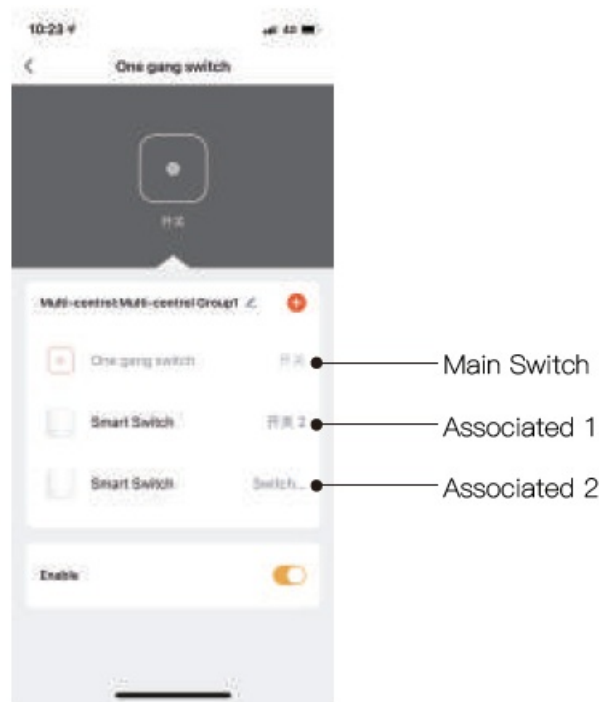 10:23
One gang switch
开关
Multi-control:Multi-control Group1
One gang switch 开关
Main Switch
Smart Switch 开关 2
Associated 1
Smart Switch Switch...
Associated 2
Enable